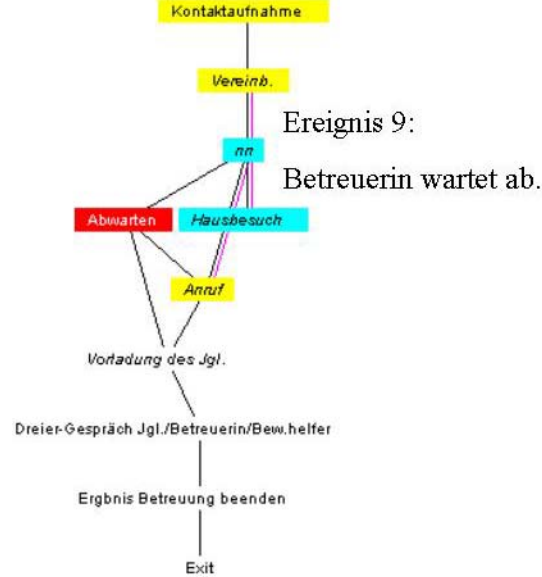 Kontaktaufnahme
Vereinb.
Ereignis 9:
nn
Betreuerin wartet ab.
Abwarten
Hausbesuch
Anruf
Vorladung des Jgl.
Dreier-Gespräch Jgl./Betreuerin/Bew.helfer
Ergbnis Betreuung beenden
Exit